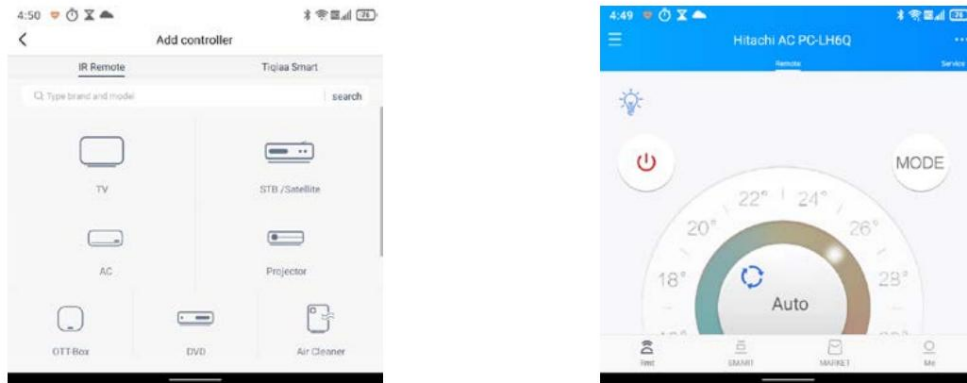 4:50
76
Add controller
IR Remote
Tiqiaa Smart
Type brand and model
search
TV
STB /Satellite
AC
Projector
OTT-Box
DVD
Air Cleaner
4:49
76
Hitachi AC PC-LH6Q
Remote
Service
MODE
22° 24°
20° 26°
18° 28°
Auto
SMART
MARKET
Me